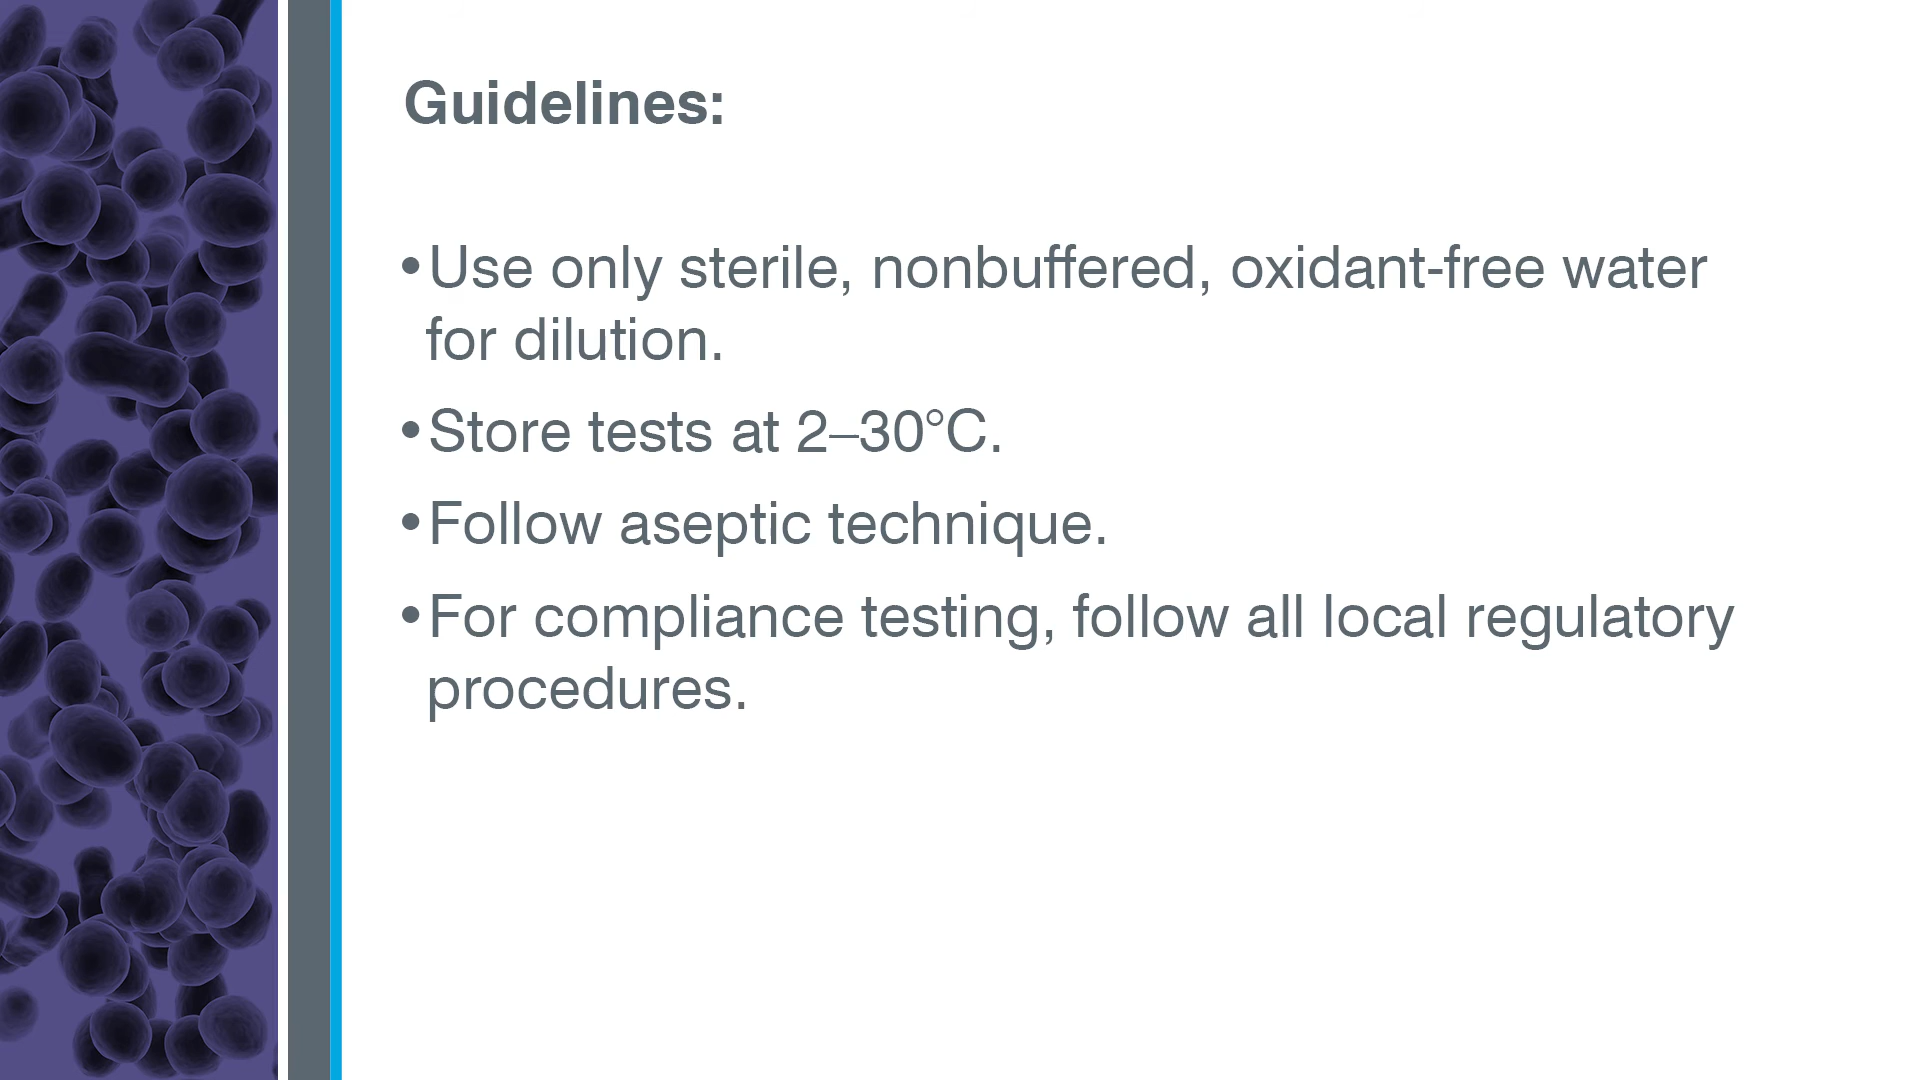 Guidelines:
•Use only sterile, nonbuffered, oxidant-free water
for dilution.
•Store tests at 2–30°C.
•Follow aseptic technique.
•For compliance testing, follow all local regulatory
procedures.